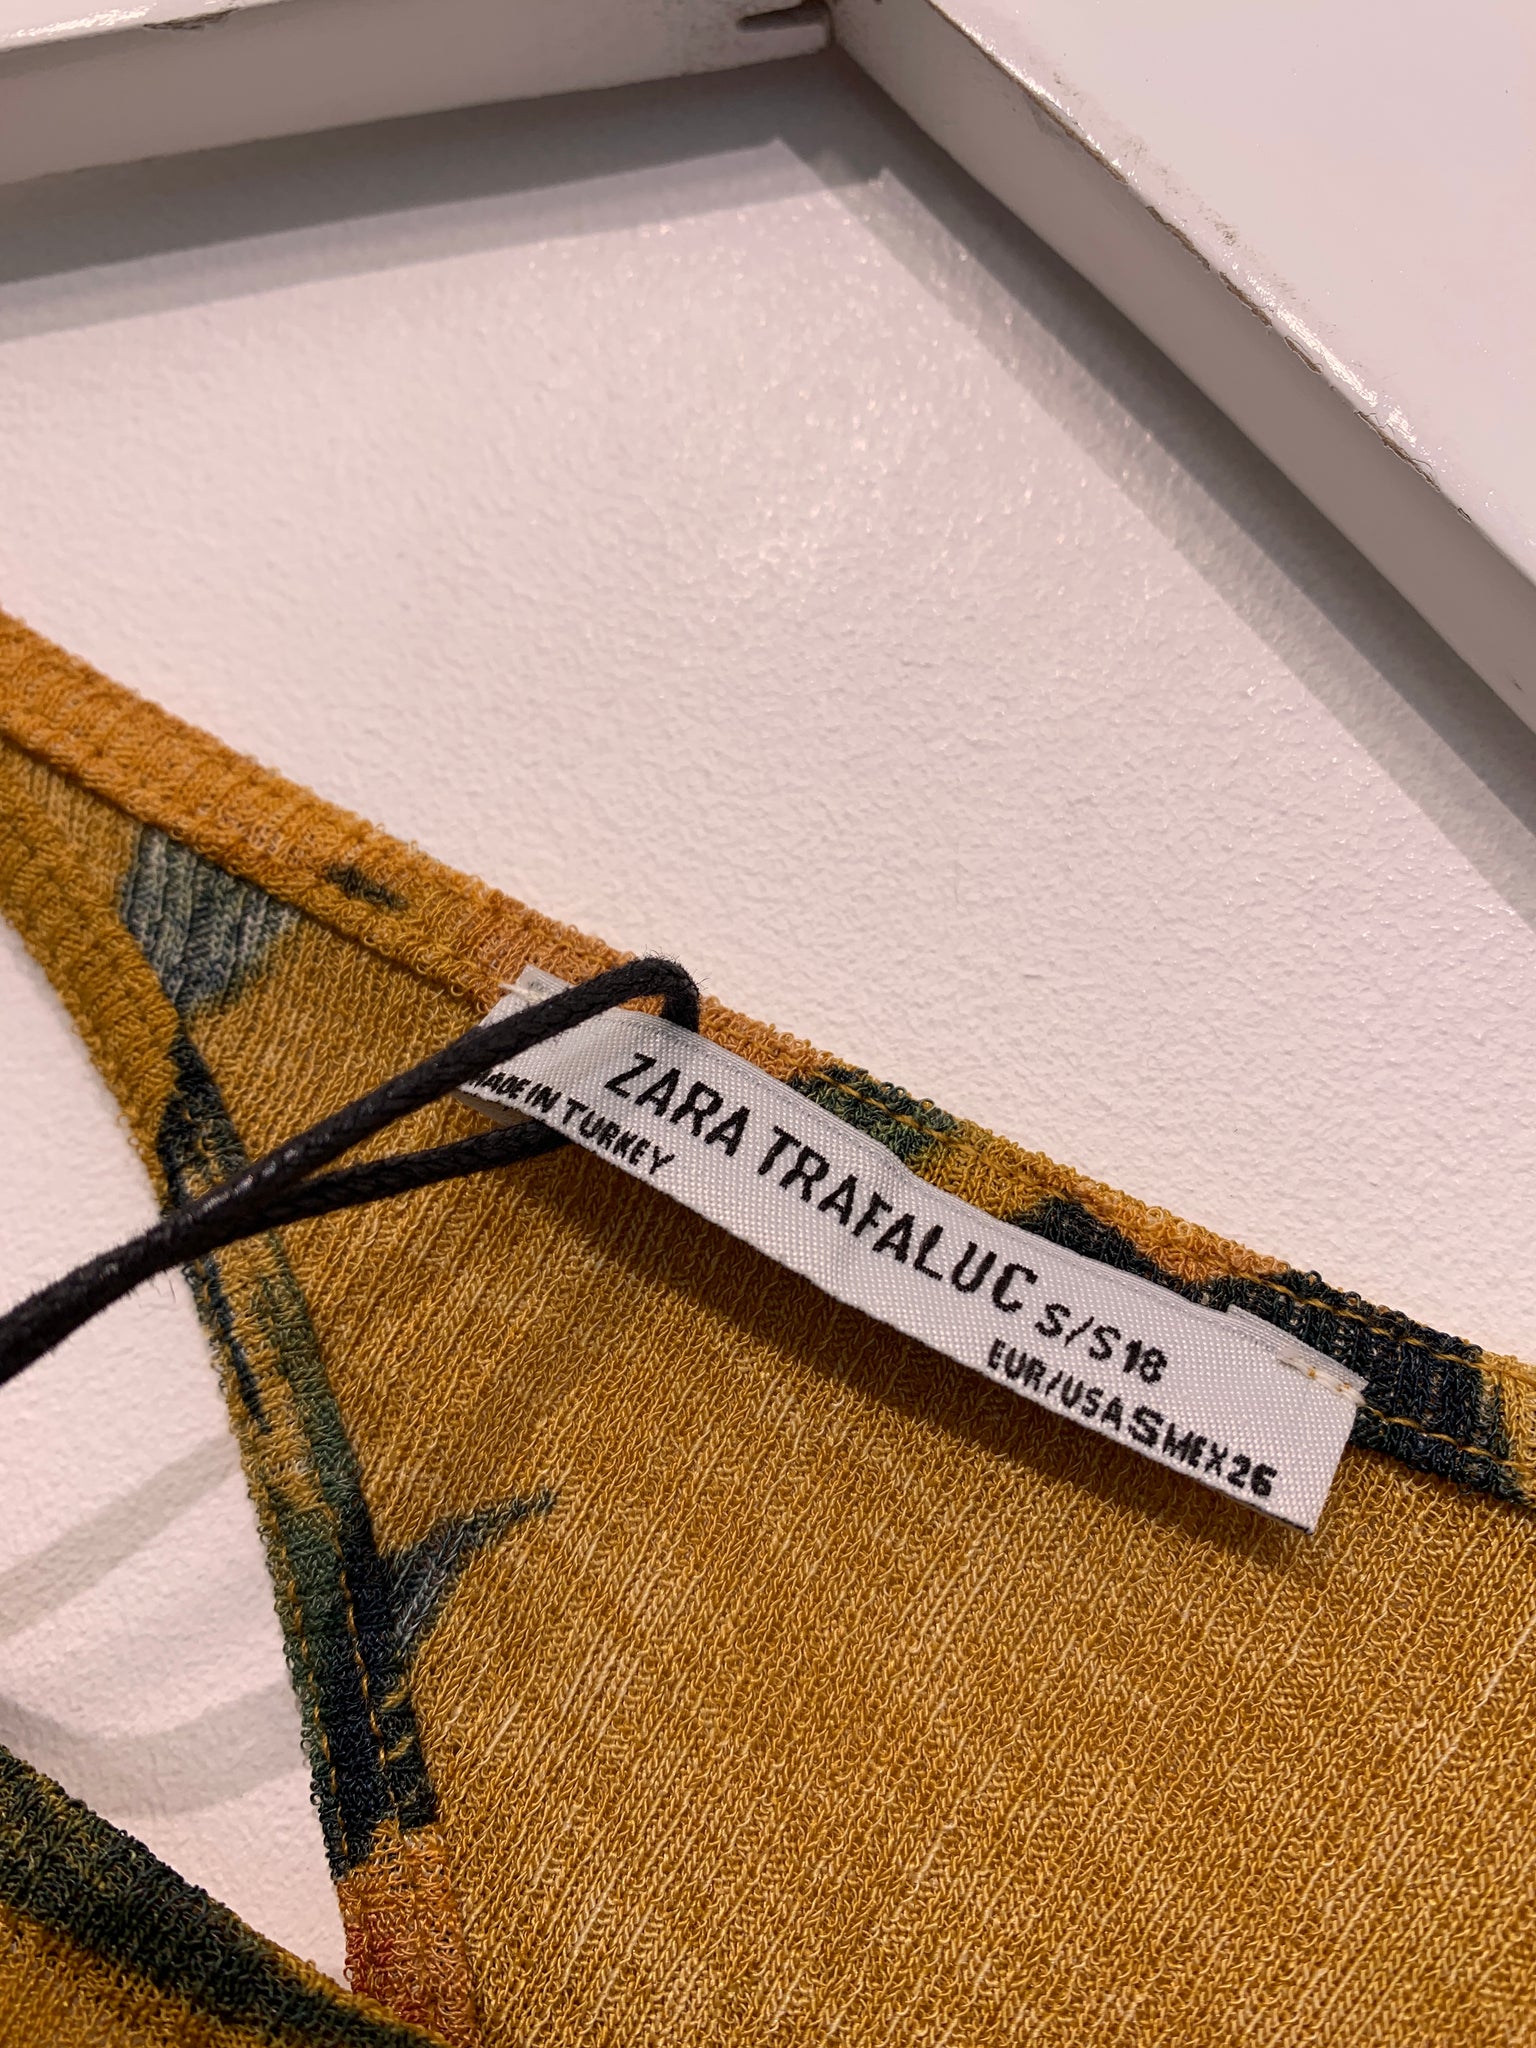 ZARA TRAFALUC S/S18
MADE IN TURKEY
EUR/USA S MEX 26